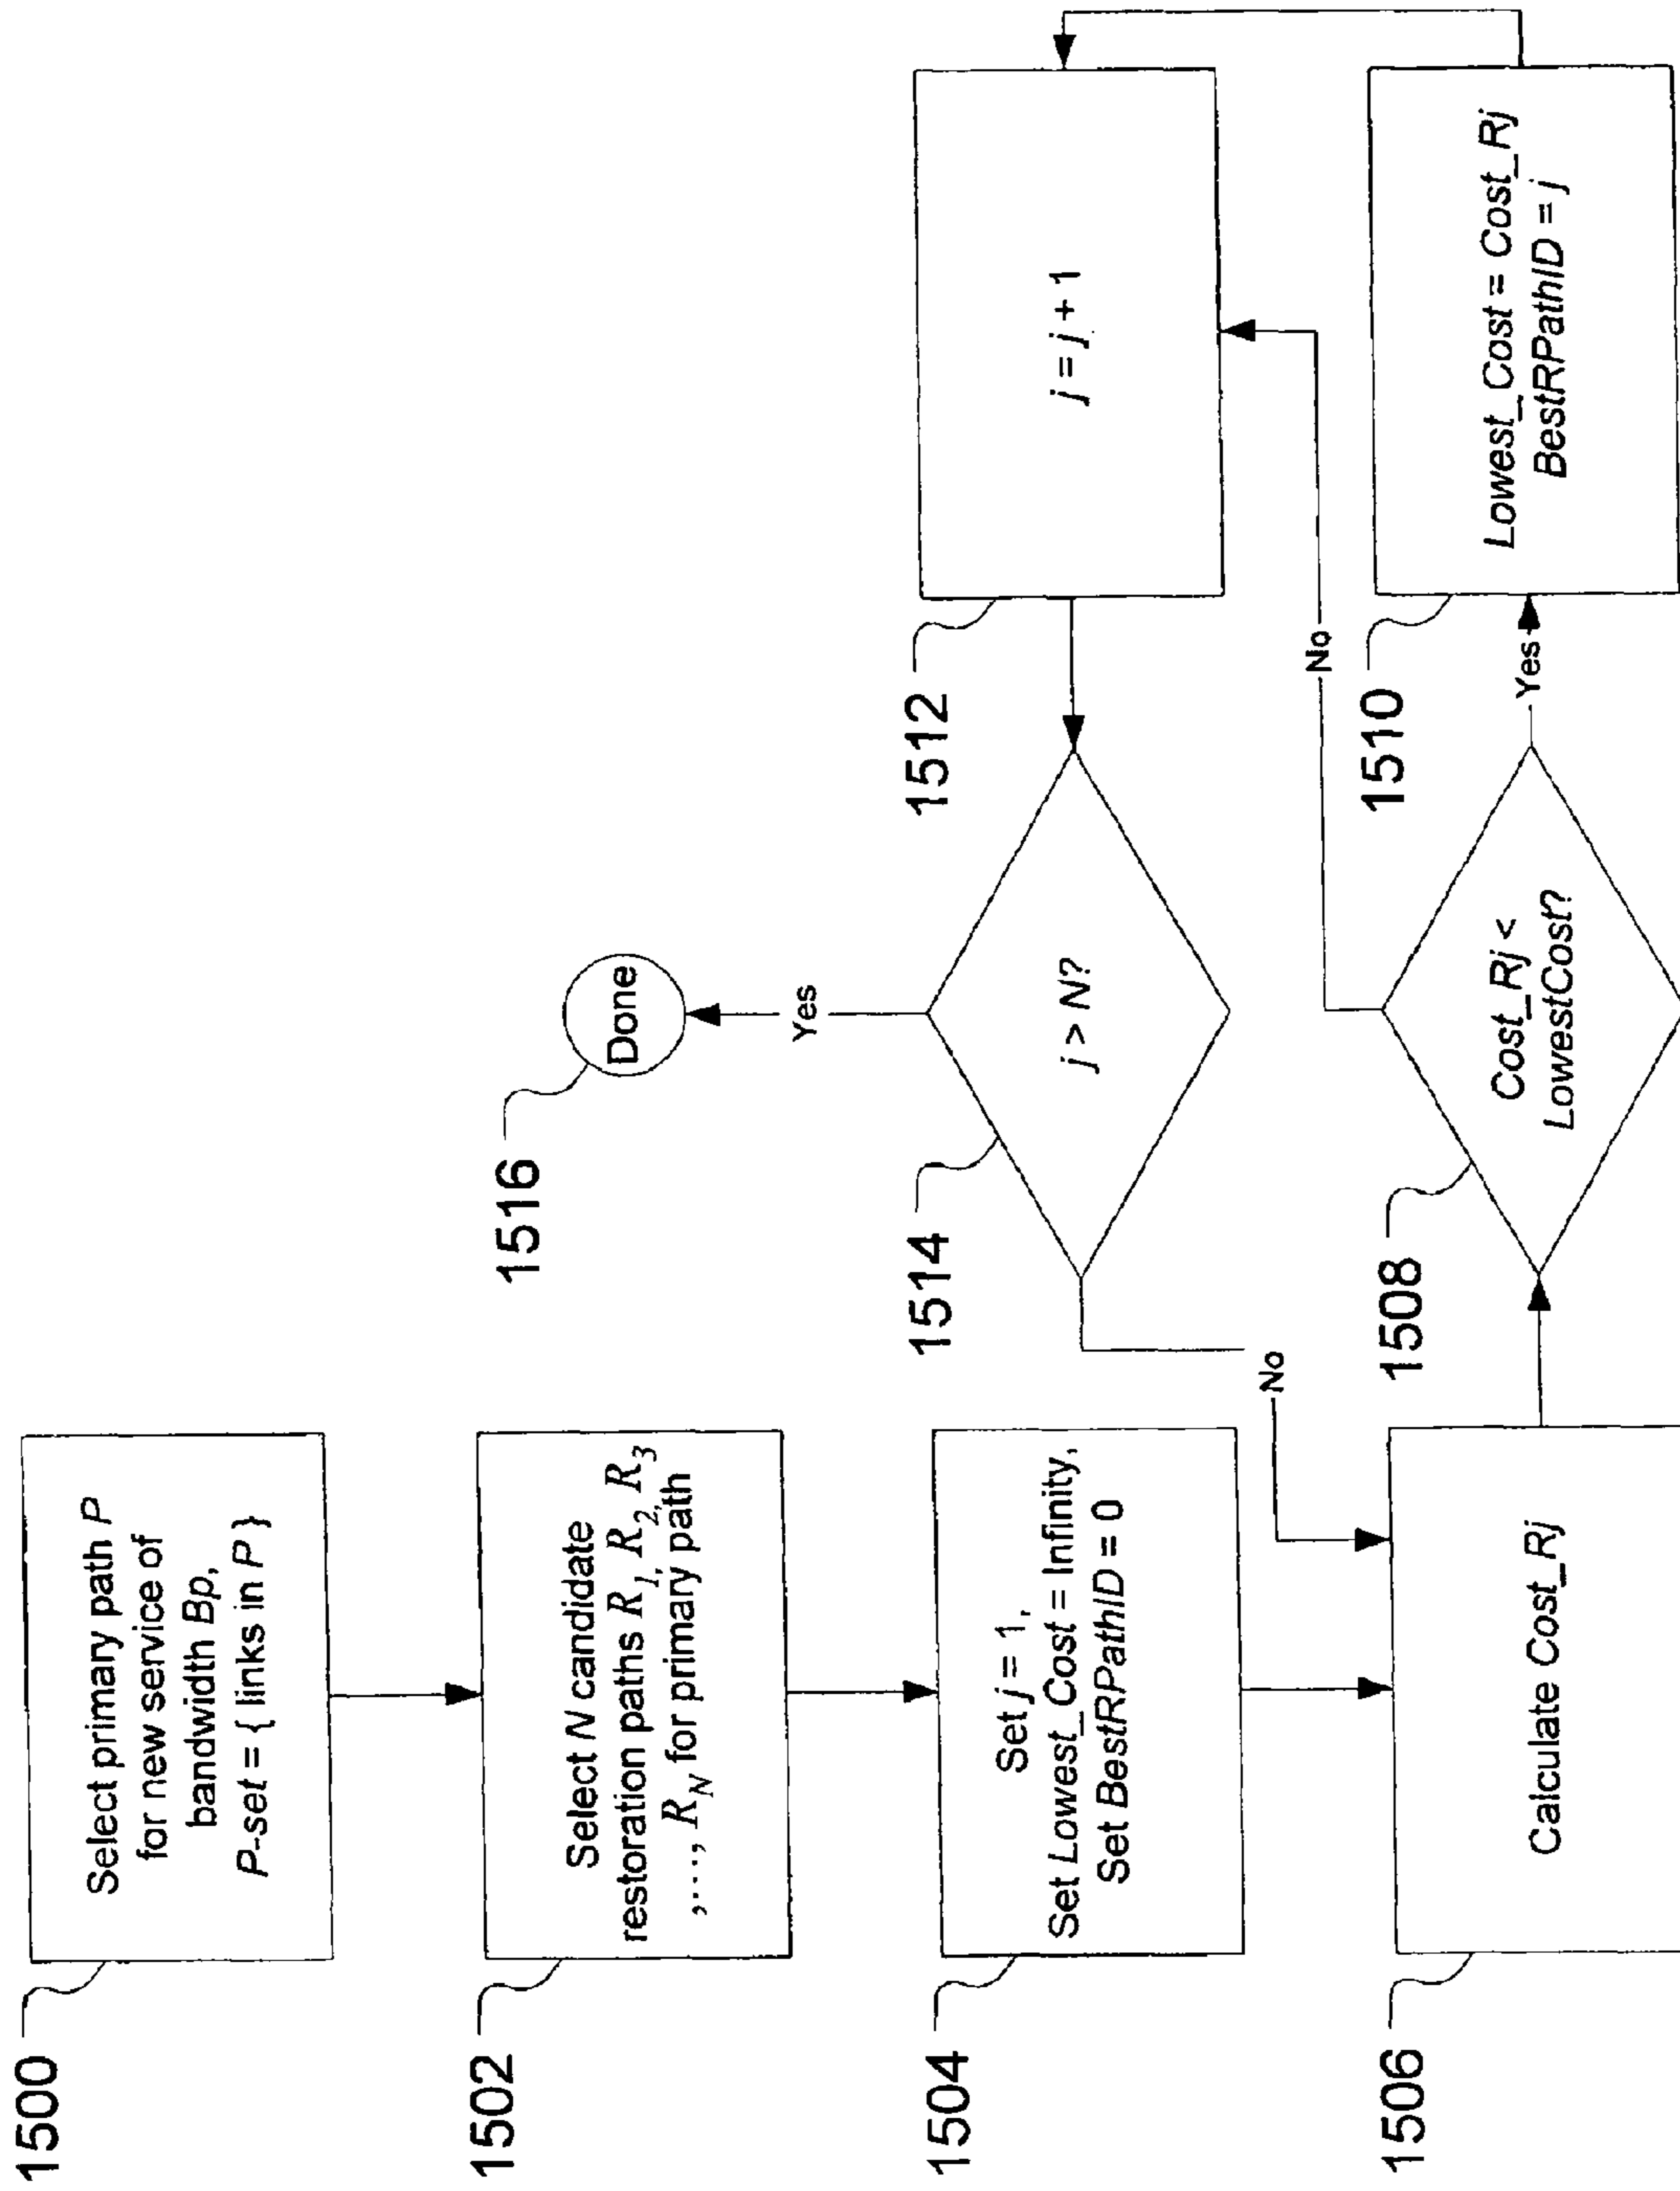 1500
Select primary path P
for new service of
bandwidth Bp,
P-set = { links in P }
1502
Select N candidate
restoration paths R1, R2, R3
,..., RN for primary path
1504
Set j = 1,
Set Lowest_Cost = Infinity,
Set BestRPathID = 0
1506
Calculate Cost_Rj
1508
Cost_Rj <
LowestCost?
Yes
No
1510
Lowest_Cost = Cost_Rj
BestRPathID = j
1512
j = j + 1
1514
j > N?
No
Yes
1516
Done